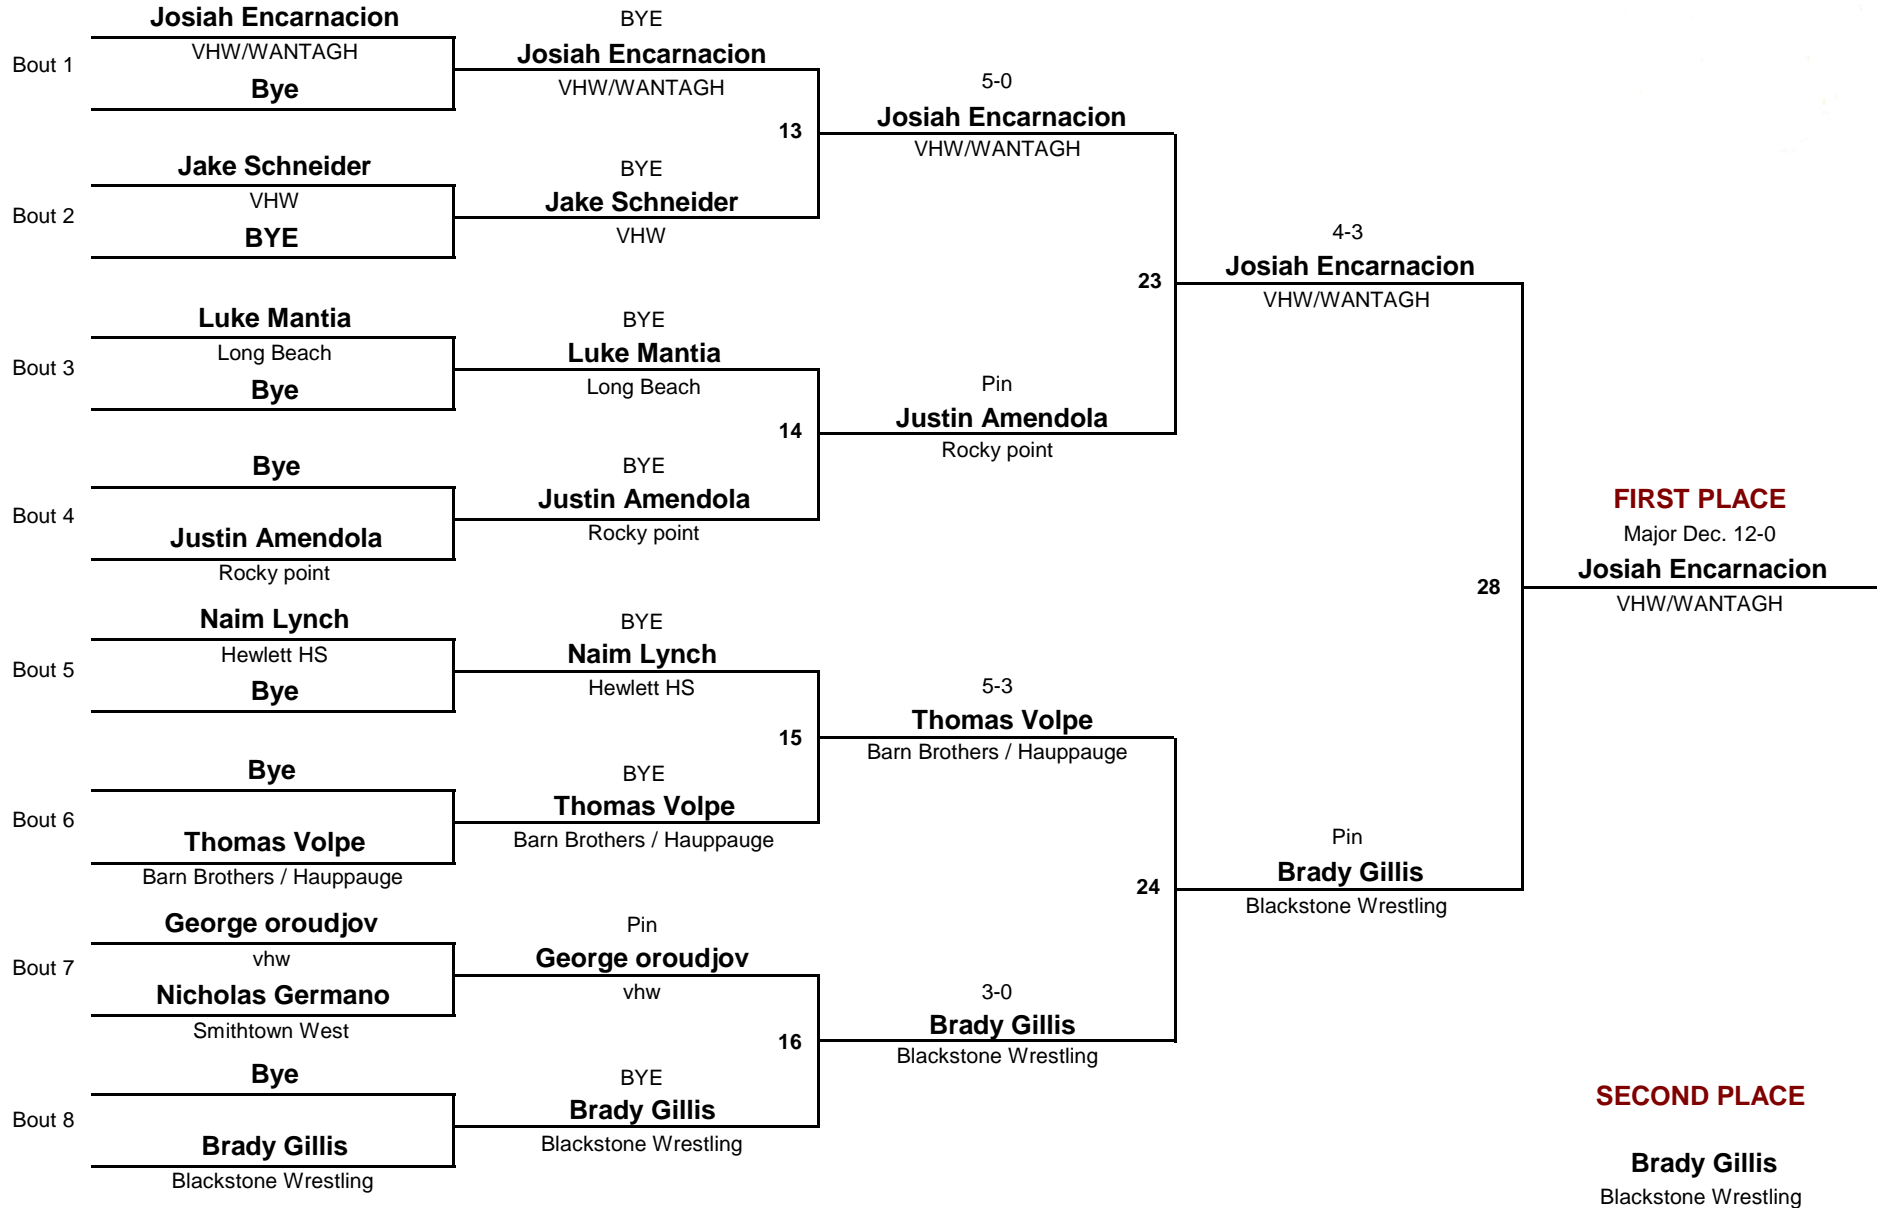 Josiah Encarnacion
Bout 1
VHW/WANTAGH
Bye
Jake Schneider
Bout 2
VHW
BYE
Luke Mantia
Bout 3
Long Beach
Bye
Bye
Bout 4
Justin Amendola
Rocky point
Naim Lynch
Bout 5
Hewlett HS
Bye
Bye
Bout 6
Thomas Volpe
Barn Brothers / Hauppauge
George oroudjov
Bout 7
vhw
Nicholas Germano
Smithtown West
Bye
Bout 8
Brady Gillis
Blackstone Wrestling
BYE
Josiah Encarnacion
VHW/WANTAGH
13
BYE
Jake Schneider
VHW
BYE
Luke Mantia
Long Beach
14
BYE
Justin Amendola
Rocky point
BYE
Naim Lynch
Hewlett HS
15
BYE
Thomas Volpe
Barn Brothers / Hauppauge
Pin
George oroudjov
vhw
16
BYE
Brady Gillis
Blackstone Wrestling
5-0
Josiah Encarnacion
VHW/WANTAGH
23
Pin
Justin Amendola
Rocky point
5-3
Thomas Volpe
Barn Brothers / Hauppauge
24
3-0
Brady Gillis
Blackstone Wrestling
4-3
Josiah Encarnacion
VHW/WANTAGH
28
Pin
Brady Gillis
Blackstone Wrestling
FIRST PLACE
Major Dec. 12-0
Josiah Encarnacion
VHW/WANTAGH
SECOND PLACE
Brady Gillis
Blackstone Wrestling